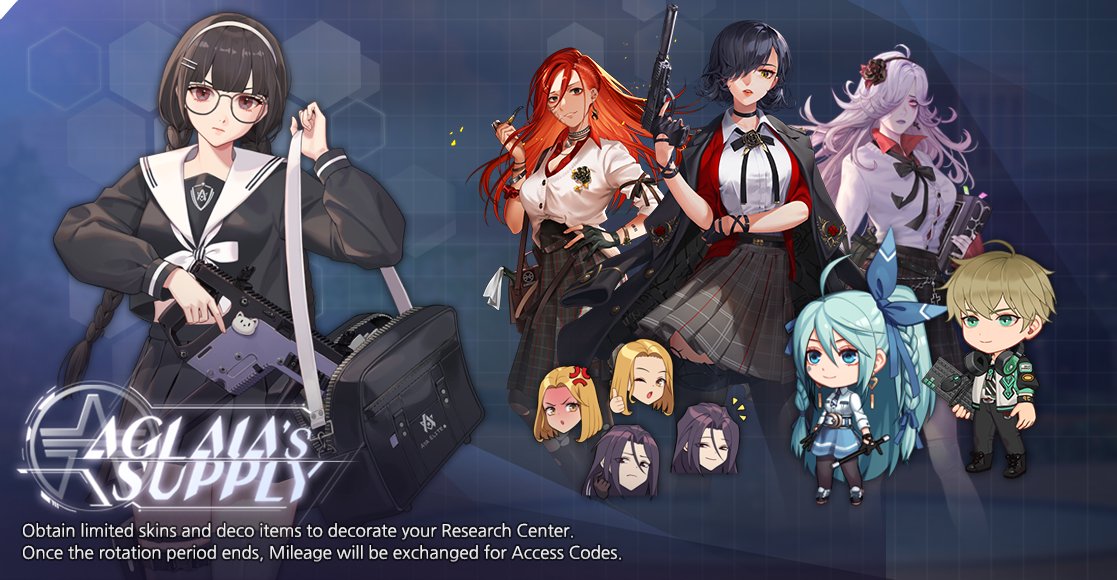 AGLAIA's
SUPPLY
Obtain limited skins and deco items to decorate your Research Center.
Once the rotation period ends, Mileage will be exchanged for Access Codes.